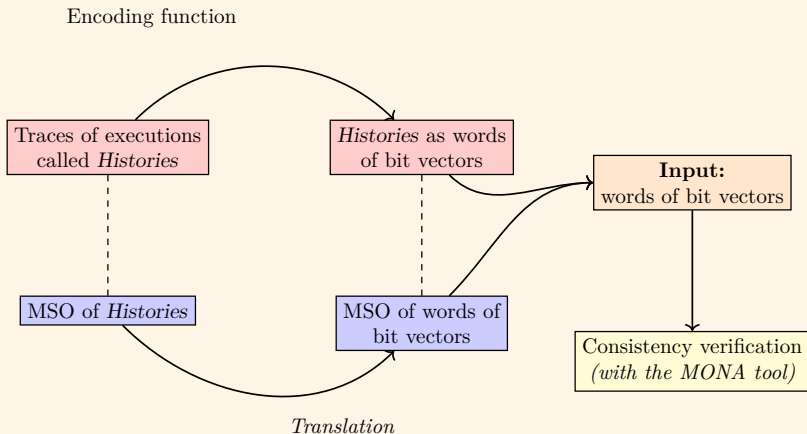 Encoding function
Traces of executions
called Histories
Histories as words
of bit vectors
Input:
words of bit vectors
MSO of Histories
MSO of words of
bit vectors
Consistency verification
(with the MONA tool)
Translation